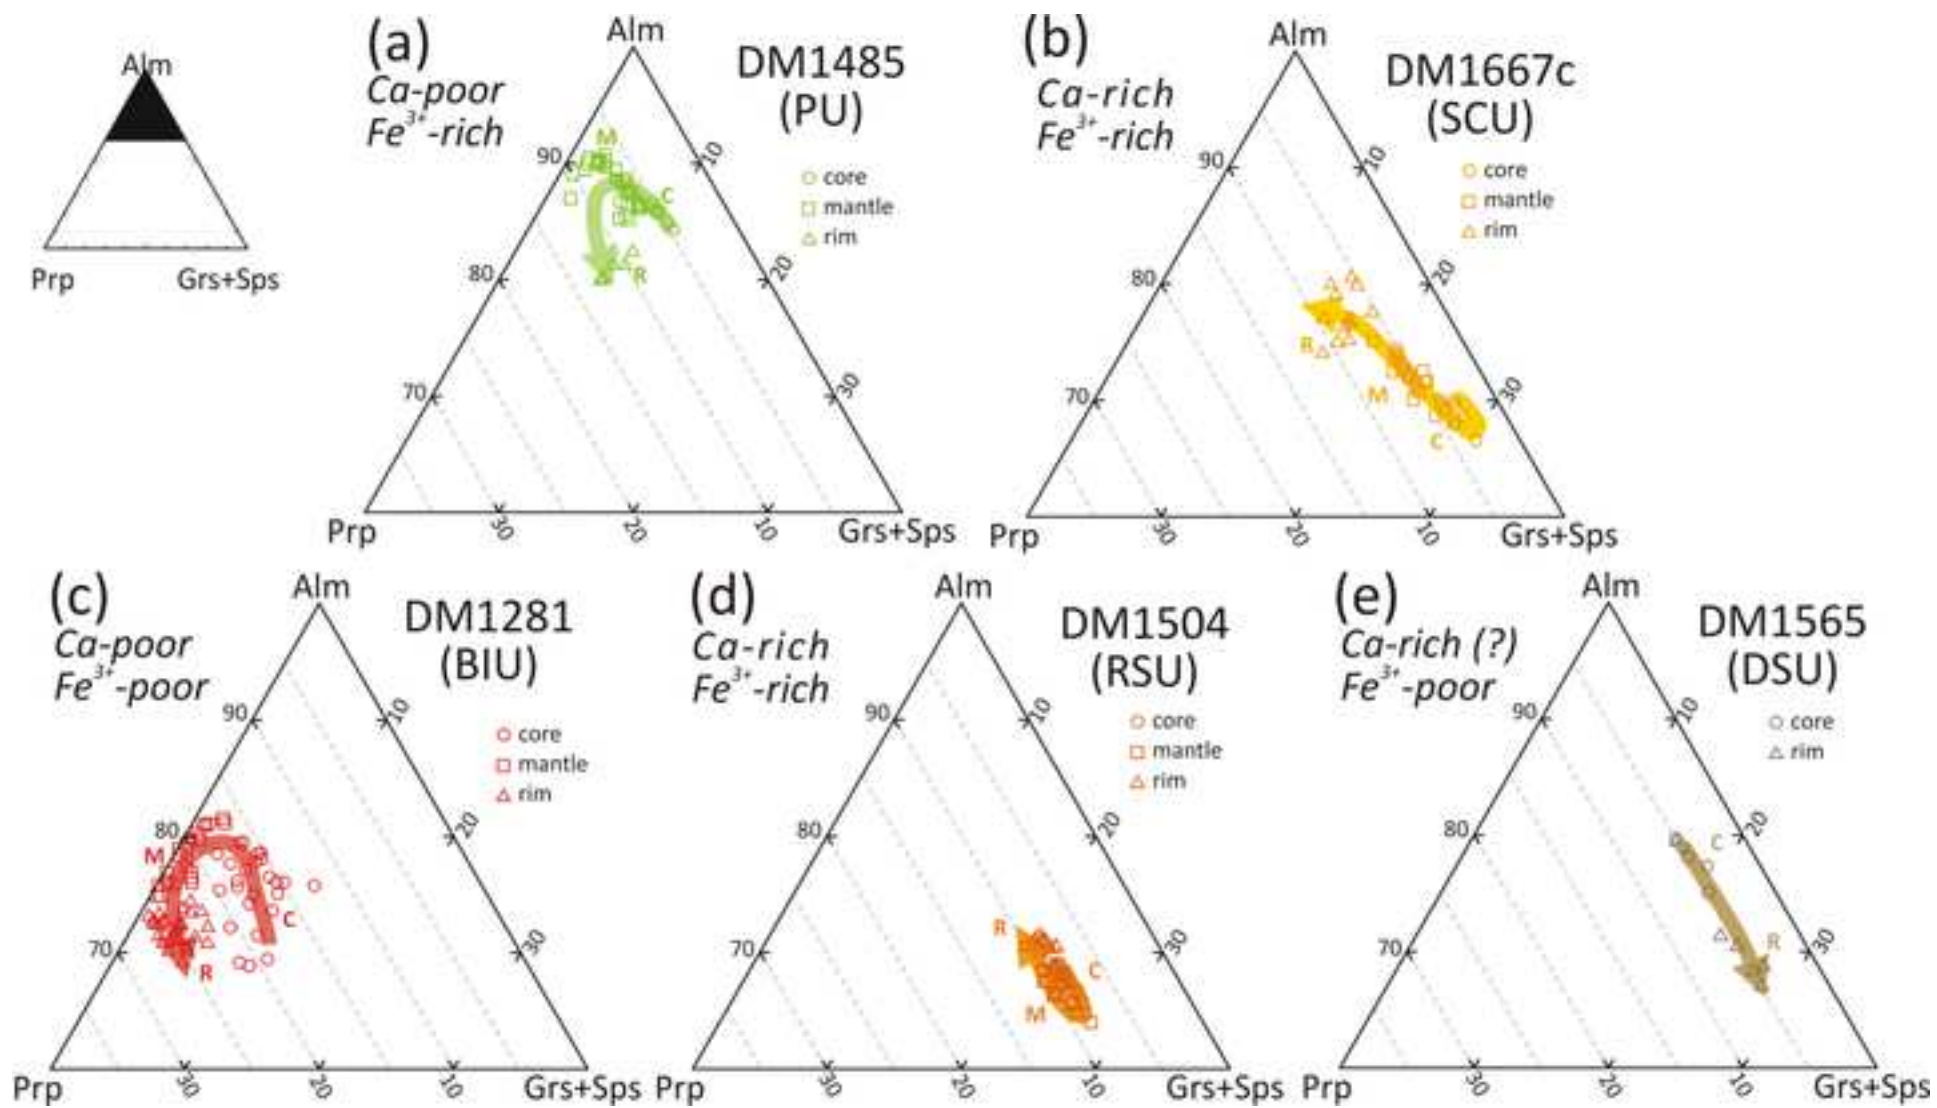 Alm
Prp
Grs+Sps
(a)
Ca-poor
Fe3+-rich
Alm
DM1485
(PU)
core
mantle
rim
M
C
R
90
80
70
10
20
30
30
20
10
Prp
Grs+Sps
(b)
Ca-rich
Fe3+-rich
Alm
DM1667c
(SCU)
core
mantle
rim
R
M
C
90
80
70
10
20
30
30
20
10
Prp
Grs+Sps
(c)
Ca-poor
Fe3+-poor
Alm
DM1281
(BIU)
core
mantle
rim
M
C
R
90
80
70
10
20
30
30
20
10
Prp
Grs+Sps
(d)
Ca-rich
Fe3+-rich
Alm
DM1504
(RSU)
core
mantle
rim
R
C
M
90
80
70
10
20
30
30
20
10
Prp
Grs+Sps
(e)
Ca-rich (?)
Fe3+-poor
Alm
DM1565
(DSU)
core
rim
C
R
90
80
70
10
20
30
30
20
10
Prp
Grs+Sps